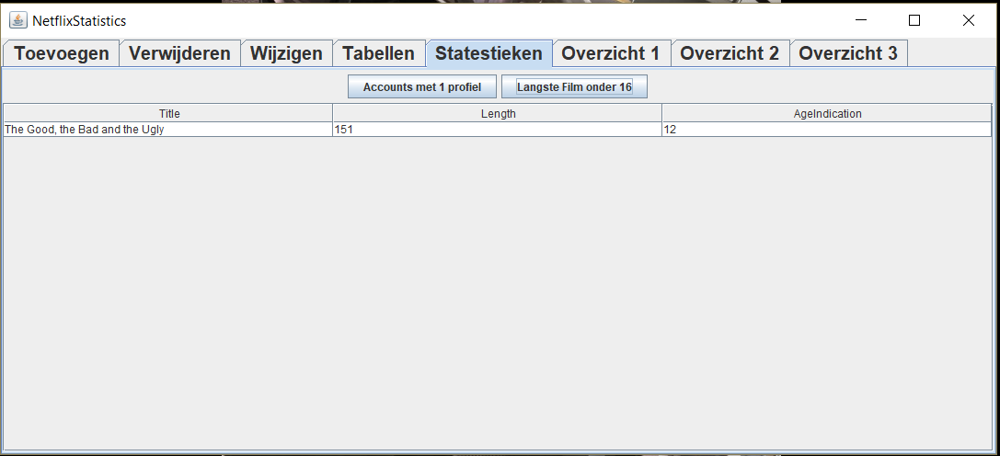 NetflixStatistics
Toevoegen Verwijderen Wijzigen Tabellen Statestieken Overzicht 1 Overzicht 2 Overzicht 3
Accounts met 1 profiel Langste Film onder 16
Title Length AgeIndication
The Good, the Bad and the Ugly 151 12